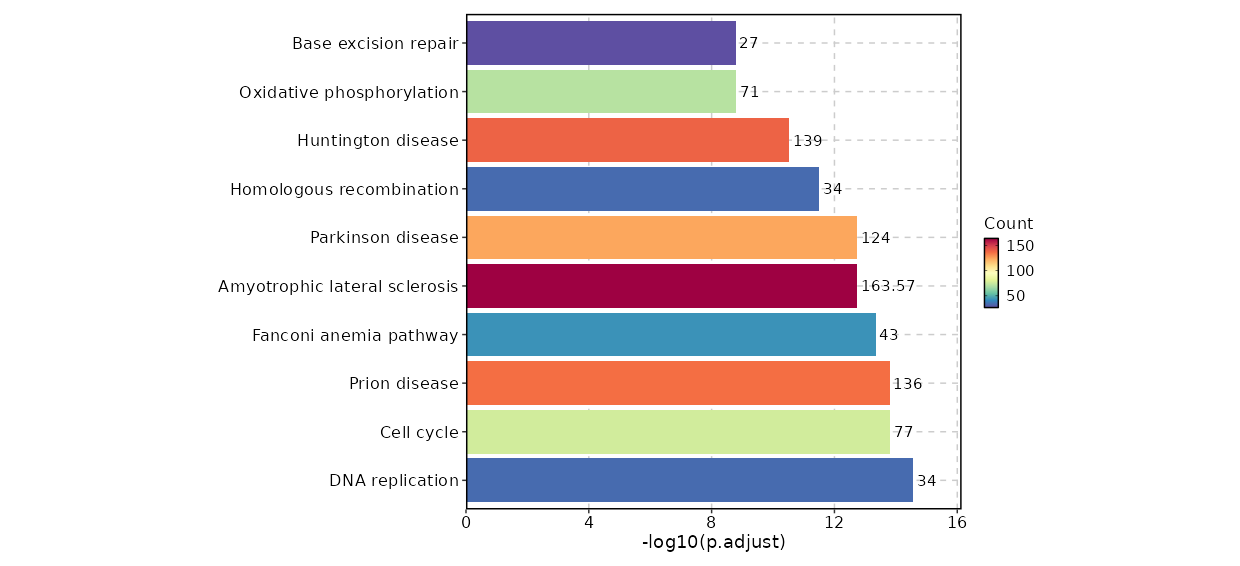 Base excision repair 27
Oxidative phosphorylation 71
Huntington disease 139
Homologous recombination 34
Parkinson disease 124
Amyotrophic lateral sclerosis 163.57
Fanconi anemia pathway 43
Prion disease 136
Cell cycle 77
DNA replication 34
0 4 8 12 16
-log10(p.adjust)
Count
150
100
50